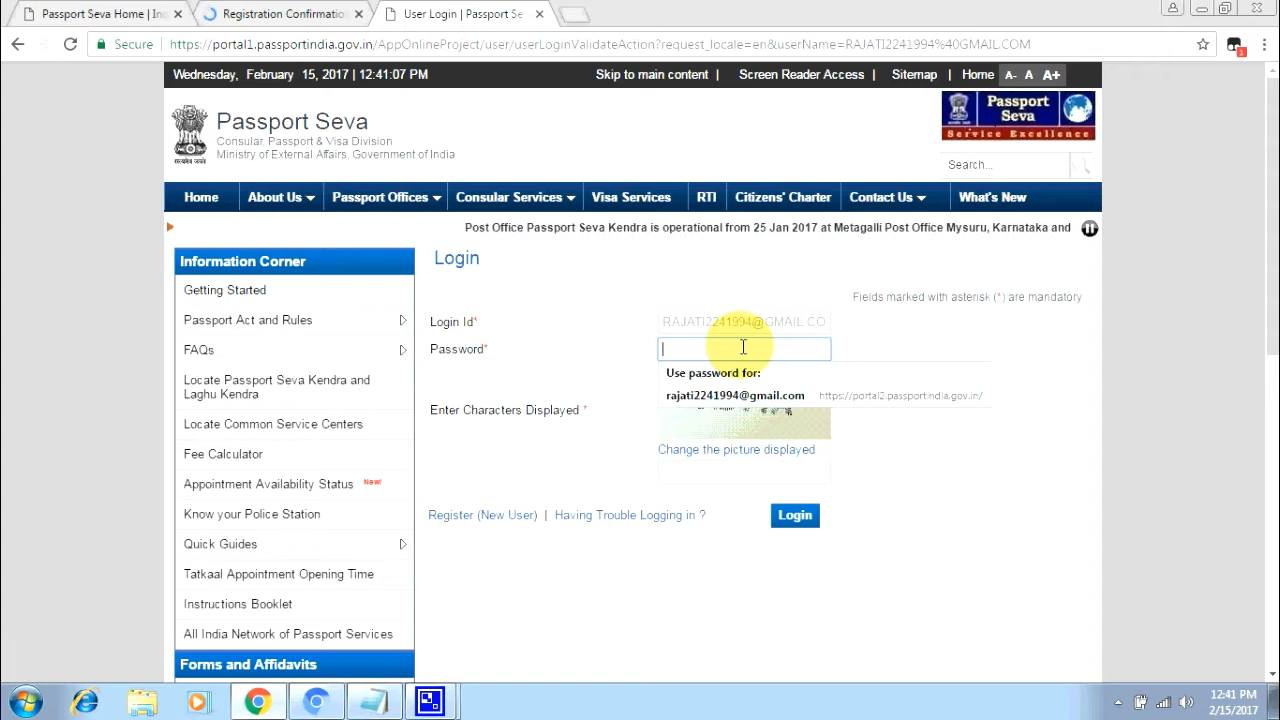 Passport Seva Home | In
Registration Confirmatio
User Login | Passport Se
Secure
https://portal1.passportindia.gov.in/AppOnlineProject/user/userLoginValidateAction?request_locale=en&userName=RAJATI2241994%40GMAIL.COM
1
Wednesday, February 15, 2017 | 12:41:07 PM
Skip to main content | Screen Reader Access | Sitemap | Home A- A A+
Passport Seva
Consular, Passport & Visa Division
Ministry of External Affairs, Government of India
सत्यमेव जयते
Passport
Seva
Service Excellence
Search...
Home About Us Passport Offices Consular Services Visa Services RTI Citizens' Charter Contact Us What's New
Post Office Passport Seva Kendra is operational from 25 Jan 2017 at Metagalli Post Office Mysuru, Karnataka and
Information Corner
Getting Started
Passport Act and Rules
FAQs
Locate Passport Seva Kendra and
Laghu Kendra
Locate Common Service Centers
Fee Calculator
Appointment Availability Status New!
Know your Police Station
Quick Guides
Tatkaal Appointment Opening Time
Instructions Booklet
All India Network of Passport Services
Forms and Affidavits
Login
Fields marked with asterisk (*) are mandatory
Login Id* RAJATI2241994@GMAIL.CO
Password*
Use password for:
rajati2241994@gmail.com https://portal2.passportindia.gov.in/
Enter Characters Displayed *
Change the picture displayed
Register (New User) | Having Trouble Logging in ?
Login
12:41 PM
2/15/2017